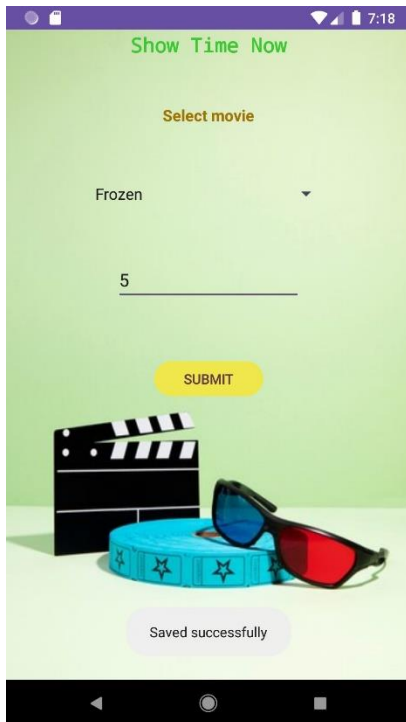 7:18
Show Time Now
Select movie
Frozen
5
SUBMIT
Saved successfully